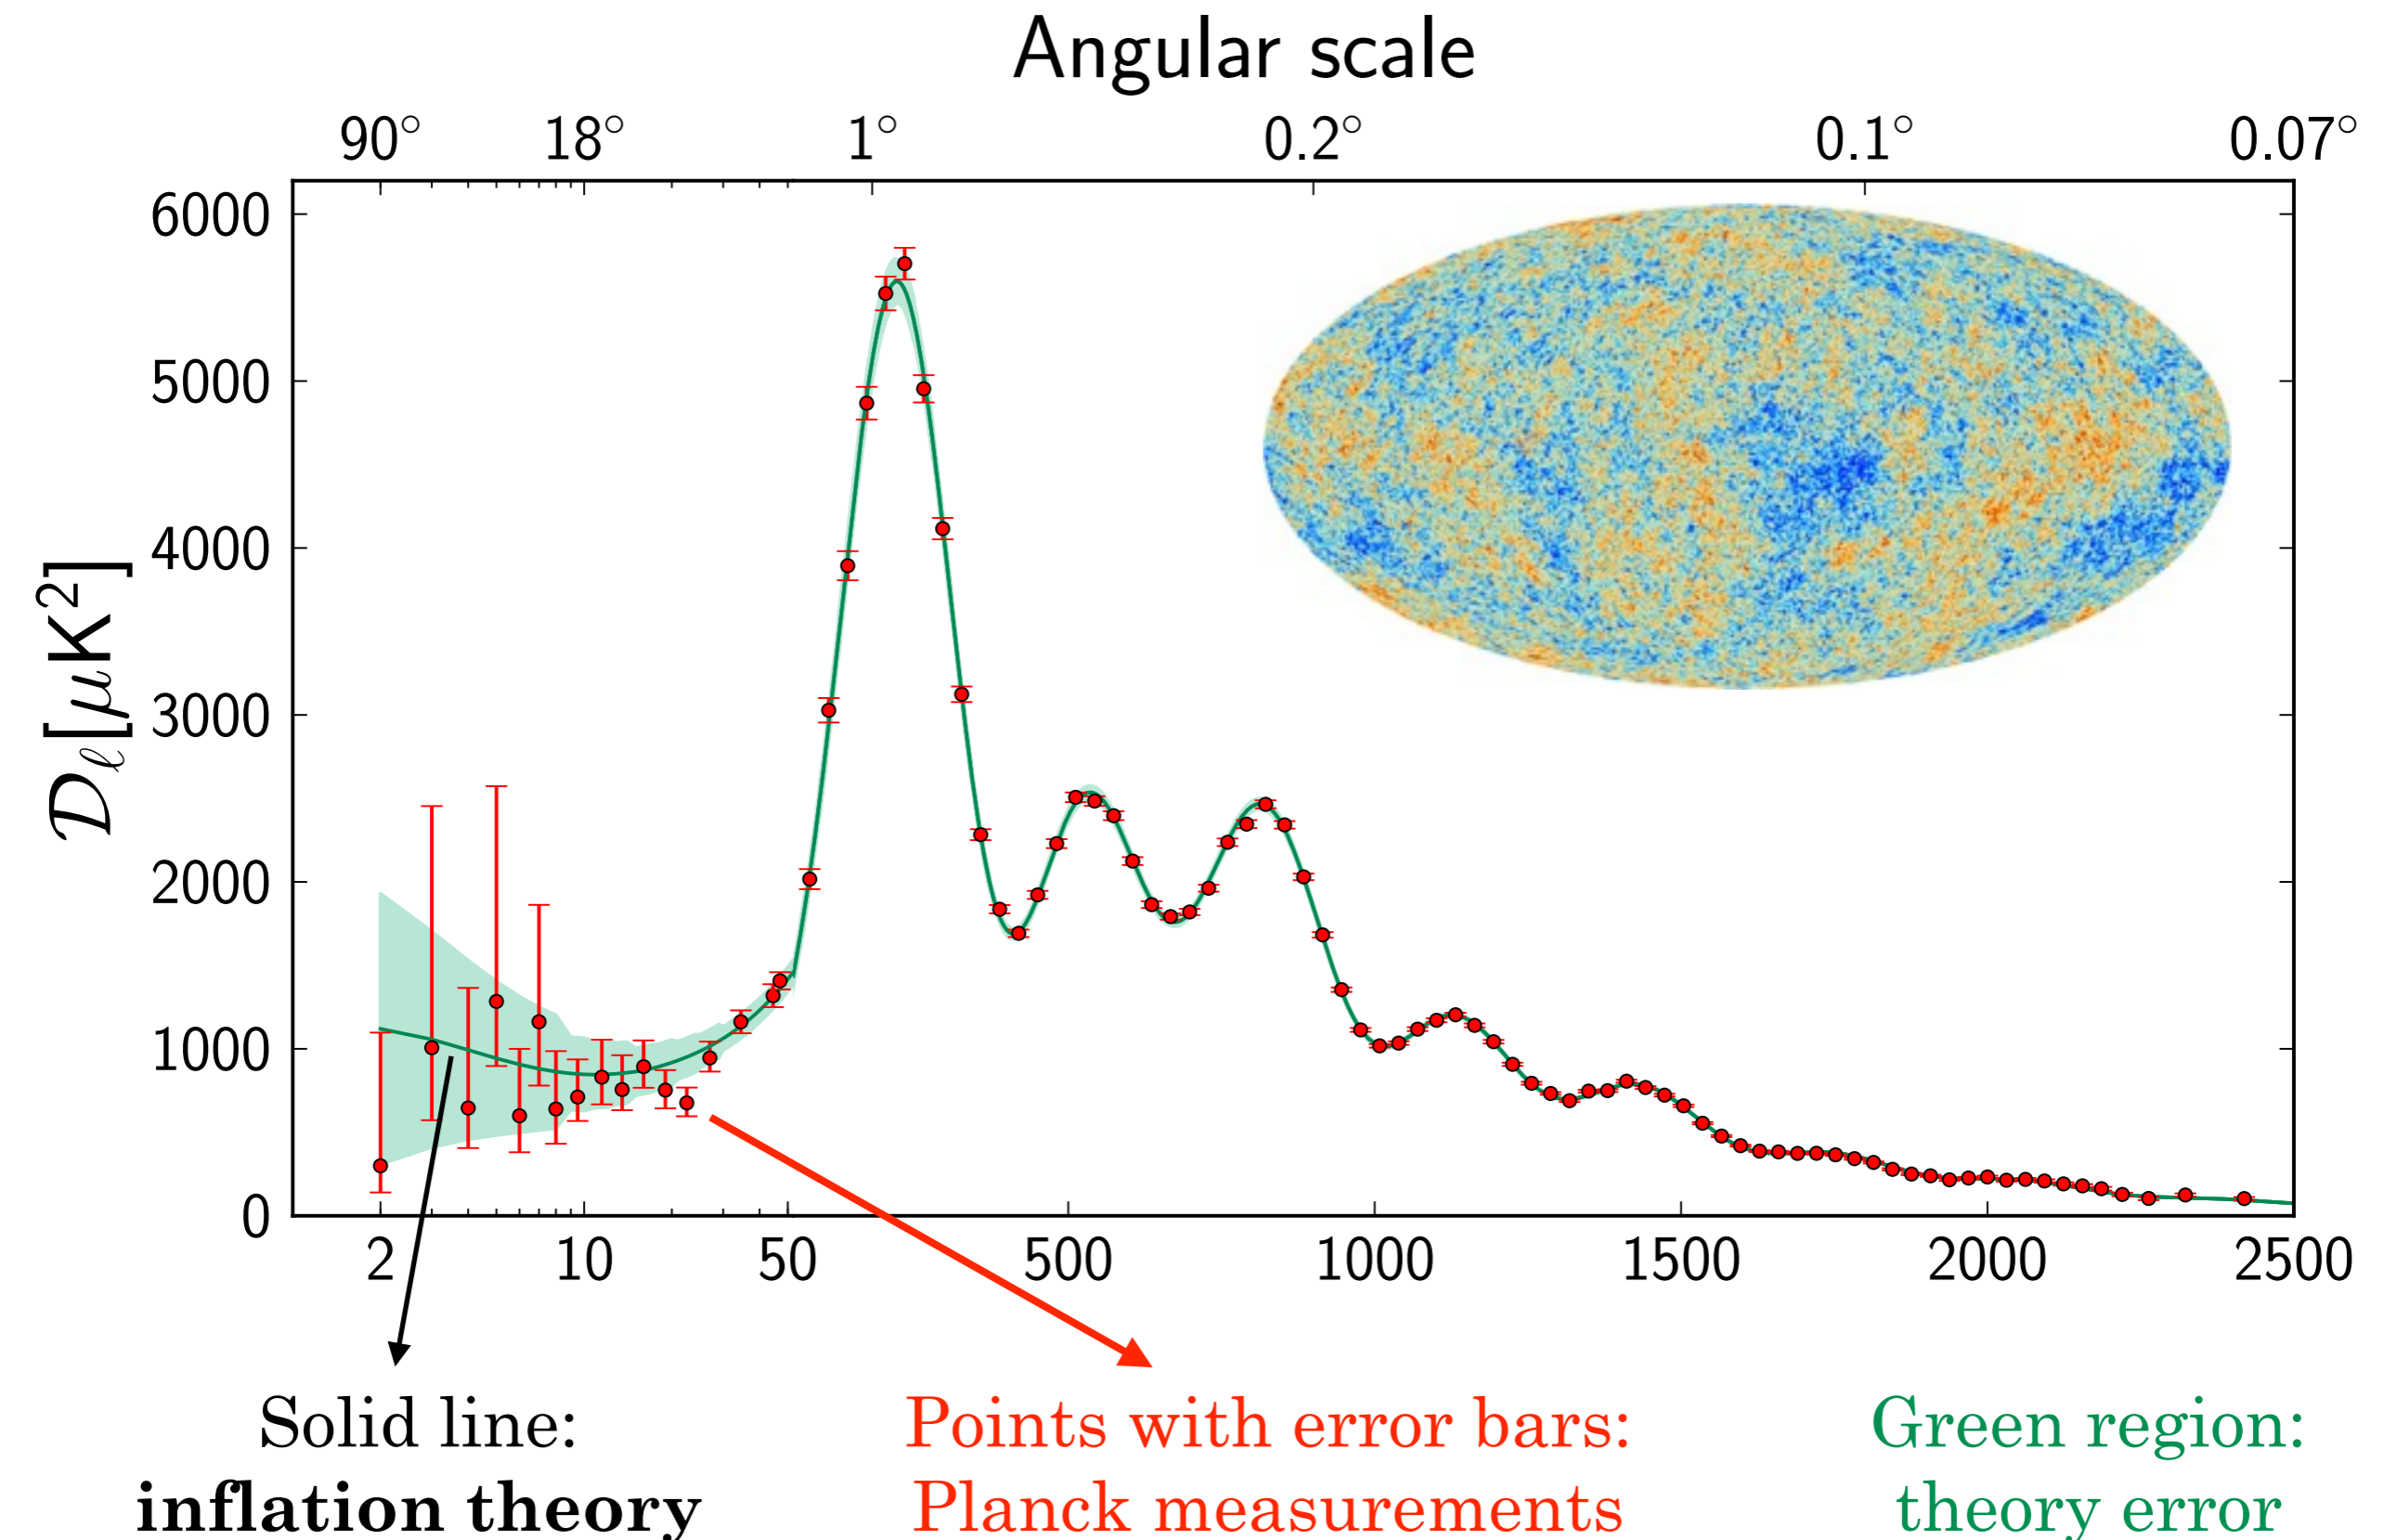 Angular scale
90° 18° 1° 0.2° 0.1° 0.07°
6000
5000
4000
3000
2000
1000
0
𝒟ℓ[μK²]
2 10 50 500 1000 1500 2000 2500
Solid line:
inflation theory
Points with error bars:
Planck measurements
Green region:
theory error